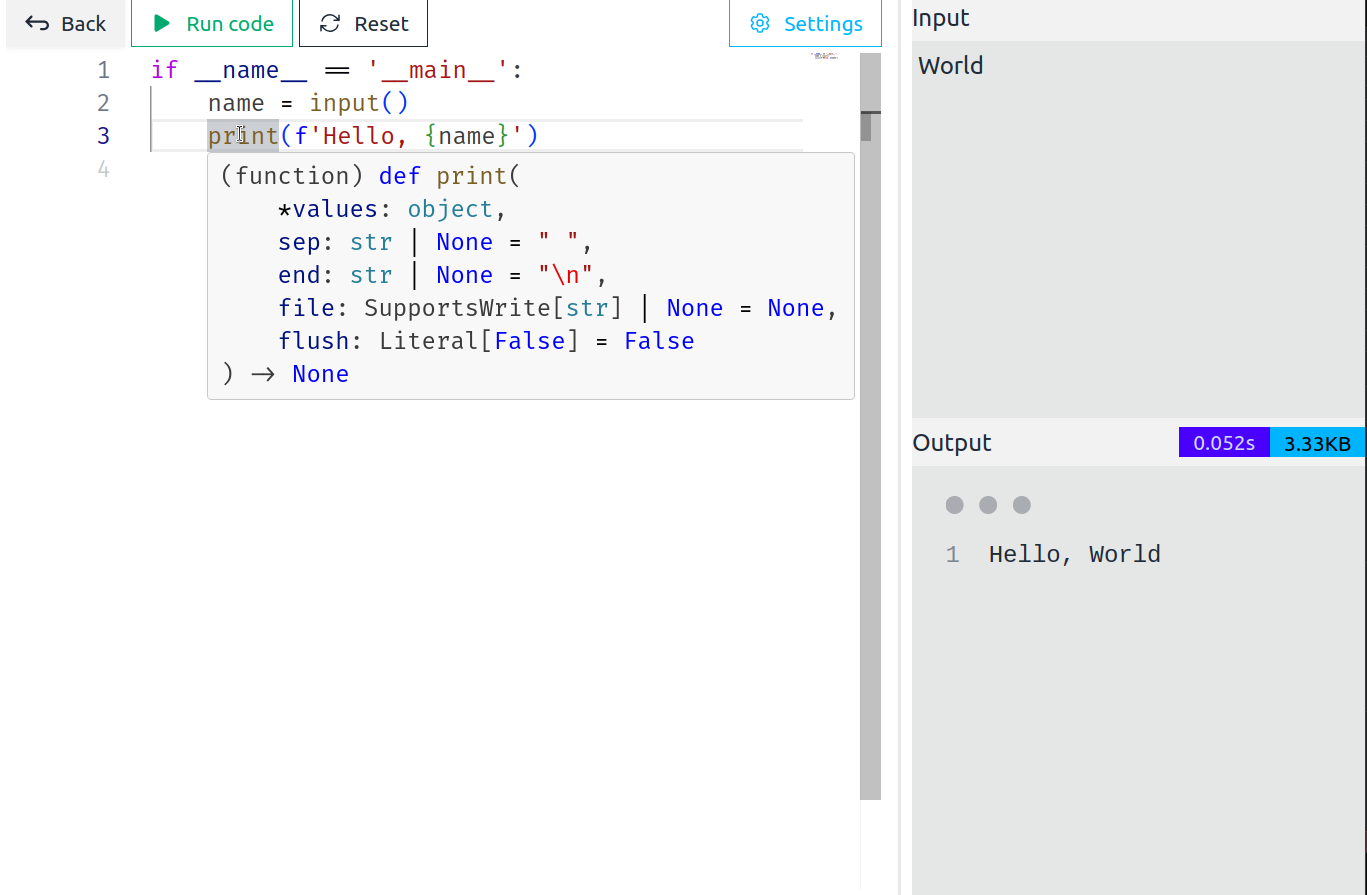 Back Run code Reset Settings
1 if __name__ == '__main__':
2     name = input()
3     print(f'Hello, {name}')
4
(function) def print(
    *values: object,
    sep: str | None = " ",
    end: str | None = "\n",
    file: SupportsWrite[str] | None = None,
    flush: Literal[False] = False
) -> None
Input
World
Output 0.052s 3.33KB
1 Hello, World